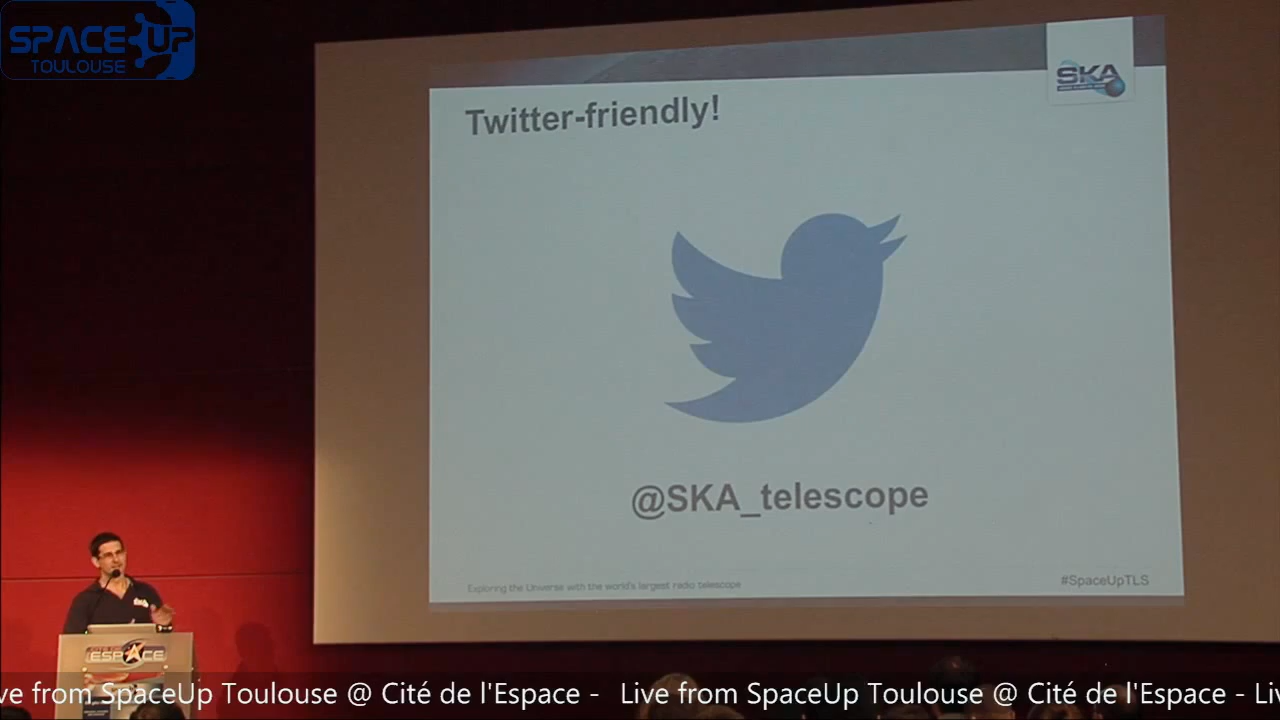 SPACE UP
TOULOUSE
SKA
Twitter-friendly!
@SKA_telescope
Exploring the Universe with the world's largest radio telescope
#SpaceUpTLS
ESPACE
ve from SpaceUp Toulouse @ Cité de l'Espace - Live from SpaceUp Toulouse @ Cité de l'Espace - Liv